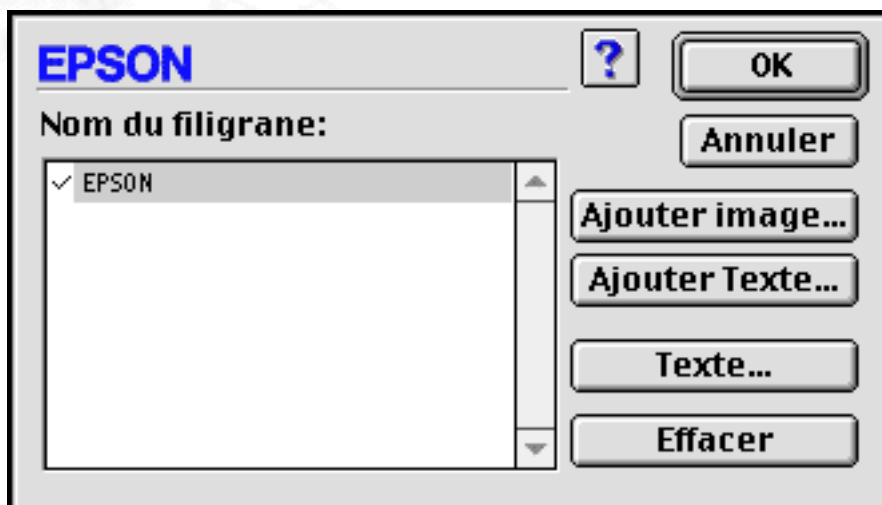 EPSON
?
OK
Nom du filigrane:
Annuler
EPSON
Ajouter image...
Ajouter Texte...
Texte...
Effacer